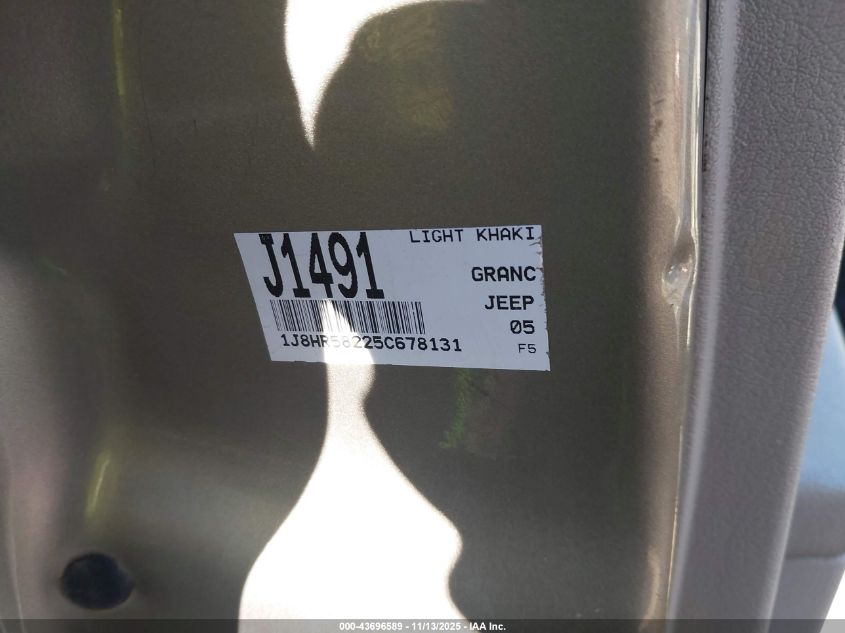 J1491 LIGHT KHAKI
GRANC
JEEP
05
1J8HR58225C678131 F5
000-43696589 - 11/13/2025 - IAA Inc.